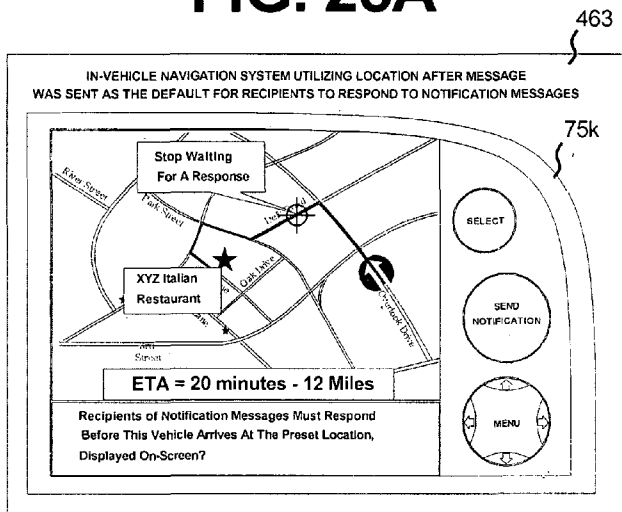 463
IN-VEHICLE NAVIGATION SYSTEM UTILIZING LOCATION AFTER MESSAGE
WAS SENT AS THE DEFAULT FOR RECIPIENTS TO RESPOND TO NOTIFICATION MESSAGES
75k
Stop Waiting
For A Response
River Street
Park Street
SELECT
XYZ Italian
Restaurant
Oak Drive
Overlook Drive
SEND
NOTIFICATION
Street
ETA = 20 minutes - 12 Miles
MENU
Recipients of Notification Messages Must Respond
Before This Vehicle Arrives At The Preset Location,
Displayed On-Screen?